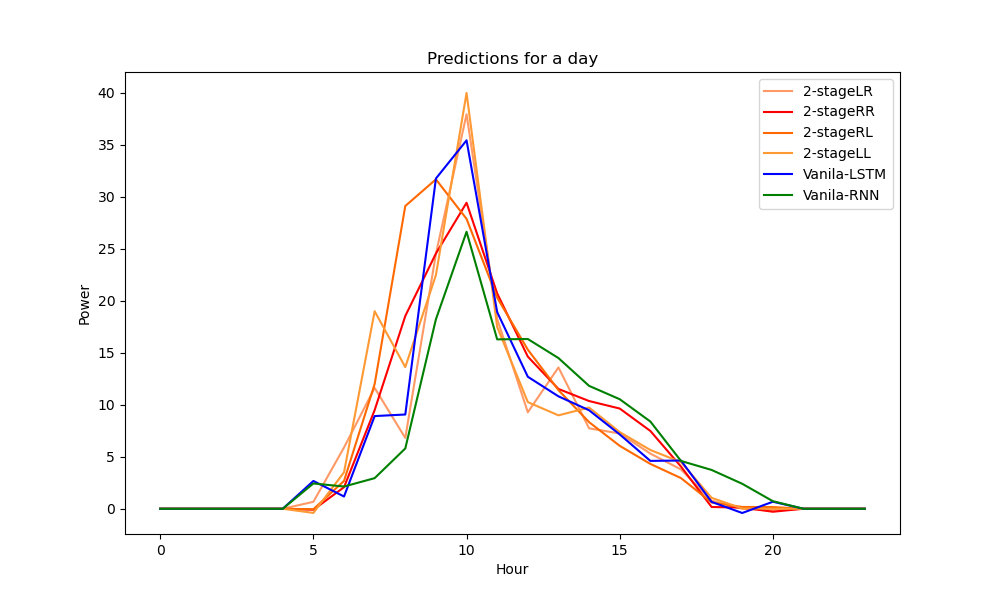 Predictions for a day
40
35
30
25
20
15
10
5
0
Power
0 5 10 15 20
Hour
2-stageLR
2-stageRR
2-stageRL
2-stageLL
Vanila-LSTM
Vanila-RNN